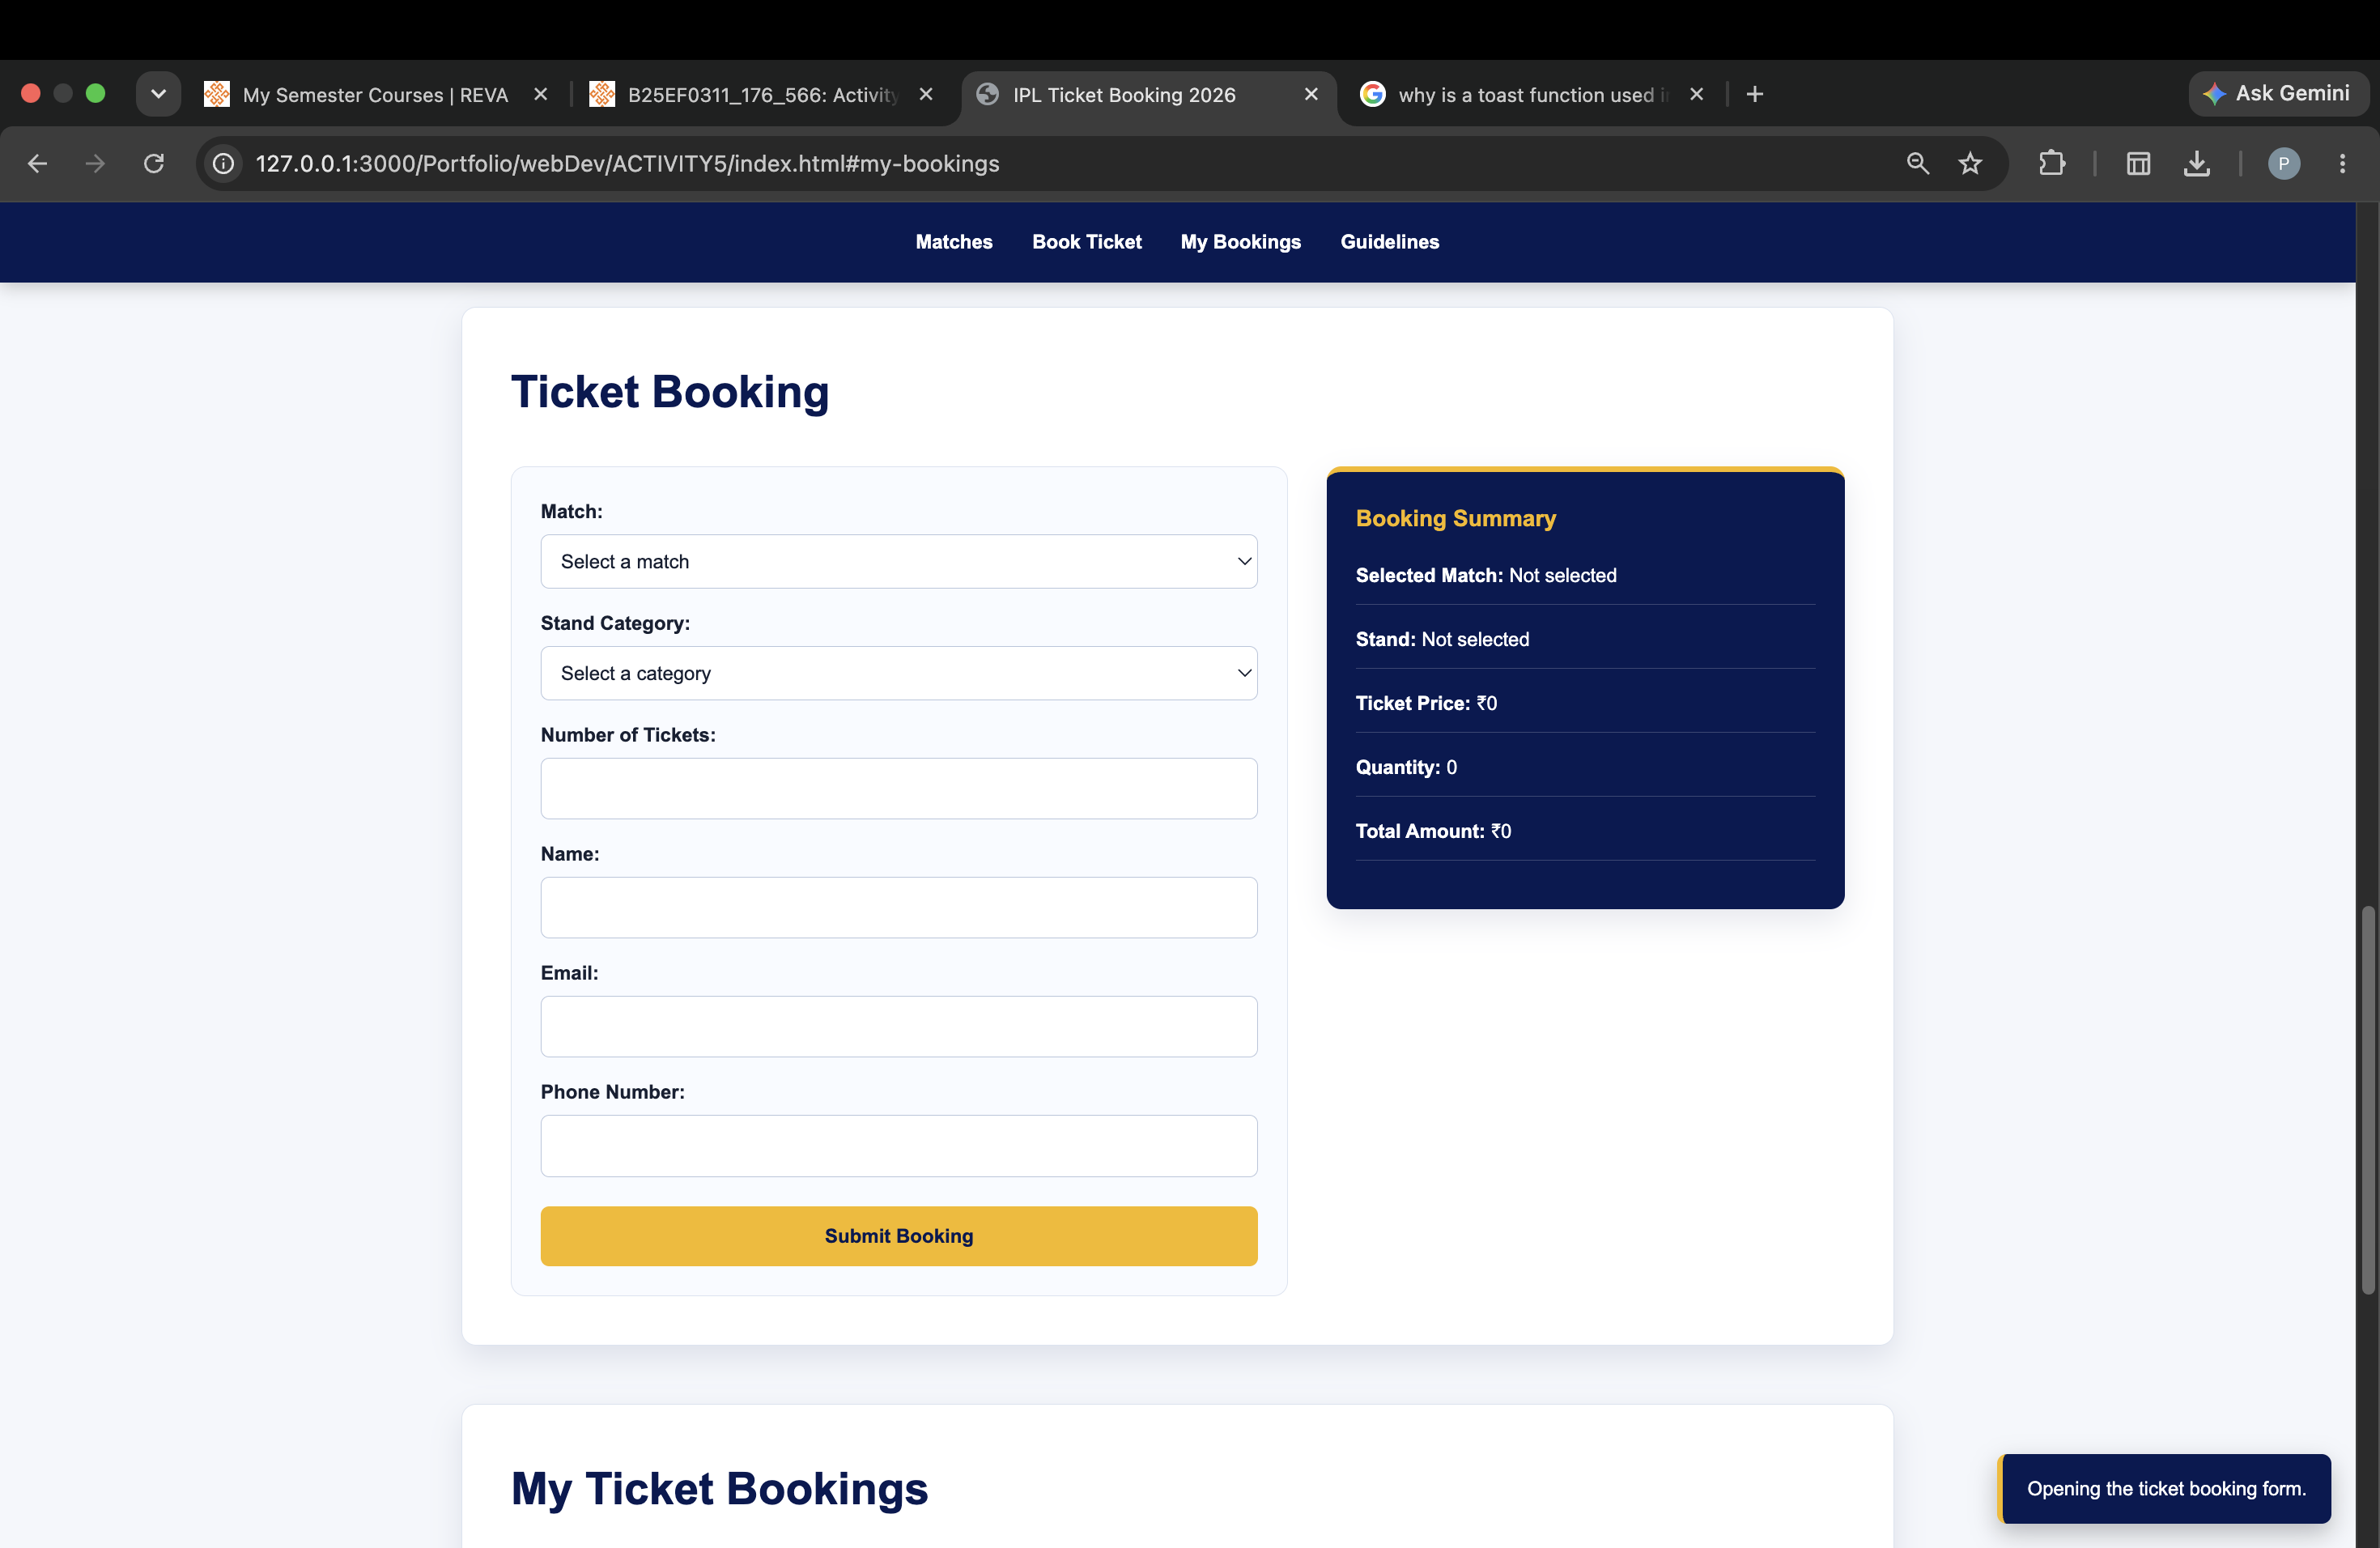 My Semester Courses | REVA
B25EF0311_176_566: Activity
IPL Ticket Booking 2026
why is a toast function used
Ask Gemini
127.0.0.1:3000/Portfolio/webDev/ACTIVITY5/index.html#my-bookings
P
Matches
Book Ticket
My Bookings
Guidelines
Ticket Booking
Match:
Select a match
Stand Category:
Select a category
Number of Tickets:
Name:
Email:
Phone Number:
Submit Booking
Booking Summary
Selected Match: Not selected
Stand: Not selected
Ticket Price: ₹0
Quantity: 0
Total Amount: ₹0
My Ticket Bookings
Opening the ticket booking form.